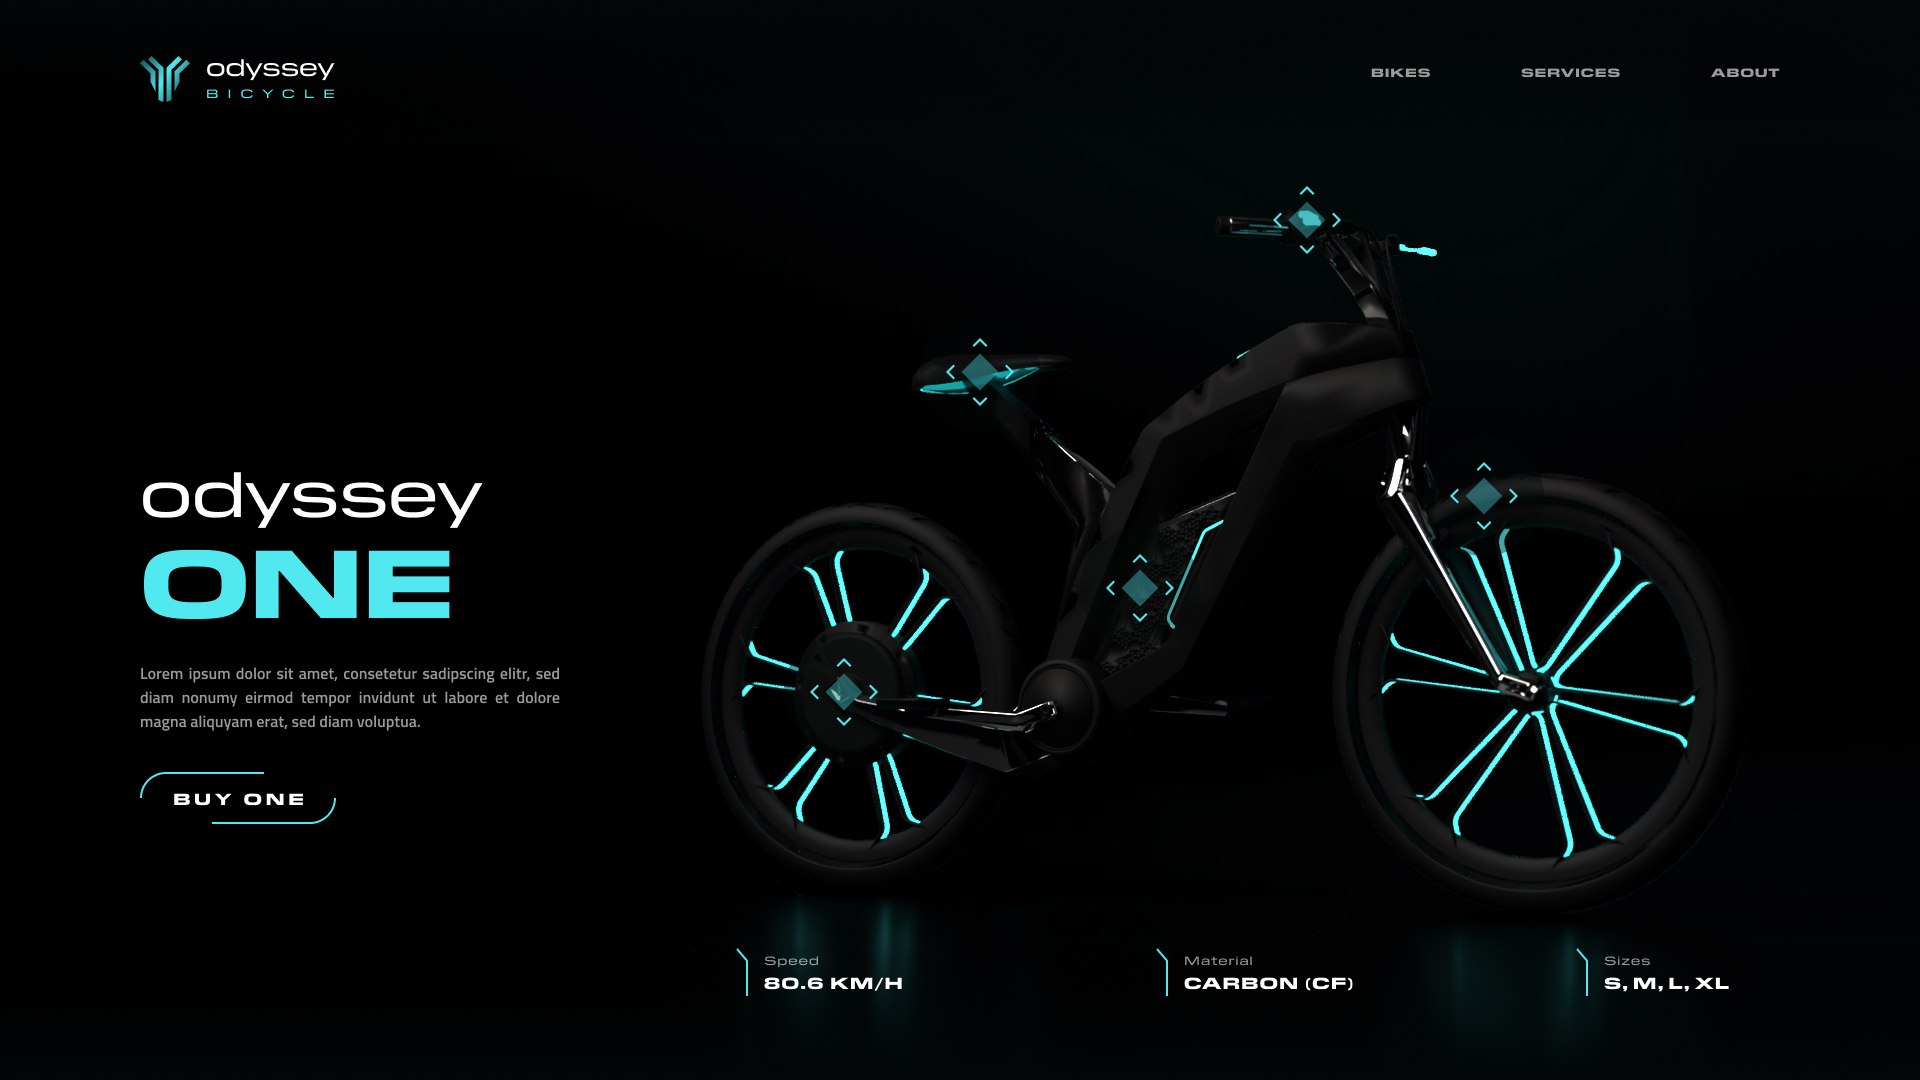 odyssey
BICYCLE
BIKES
SERVICES
ABOUT
odyssey
ONE
Lorem ipsum dolor sit amet, consetetur sadipscing elitr, sed
diam nonumy eirmod tempor invidunt ut labore et dolore
magna aliquyam erat, sed diam voluptua.
BUY ONE
Speed
80.6 KM/H
Material
CARBON (CF)
Sizes
S, M, L, XL